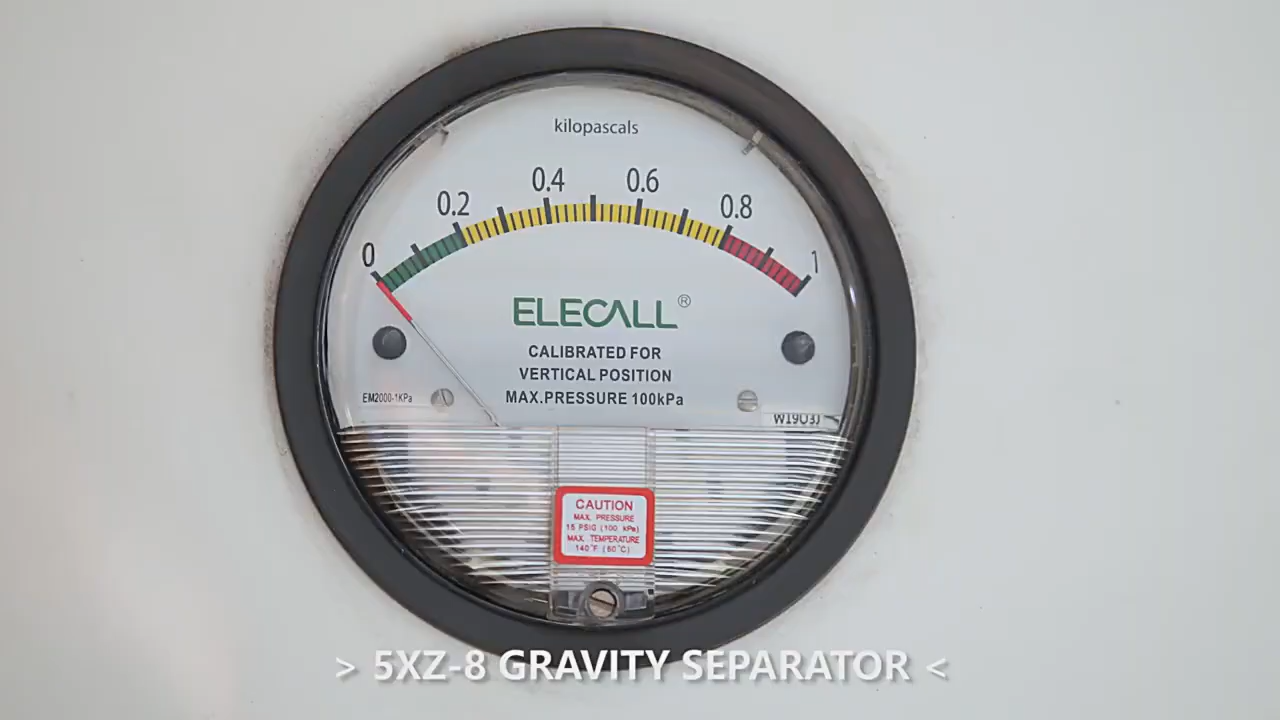 kilopascals
0 0.2 0.4 0.6 0.8 1
ELECALL®
CALIBRATED FOR
VERTICAL POSITION
MAX.PRESSURE 100kPa
EM2000-1KPa
CAUTION
MAX. PRESSURE
15 PSIG (100 kPa)
MAX. TEMPERATURE
140°F (60°C)
> 5XZ-8 GRAVITY SEPARATOR <